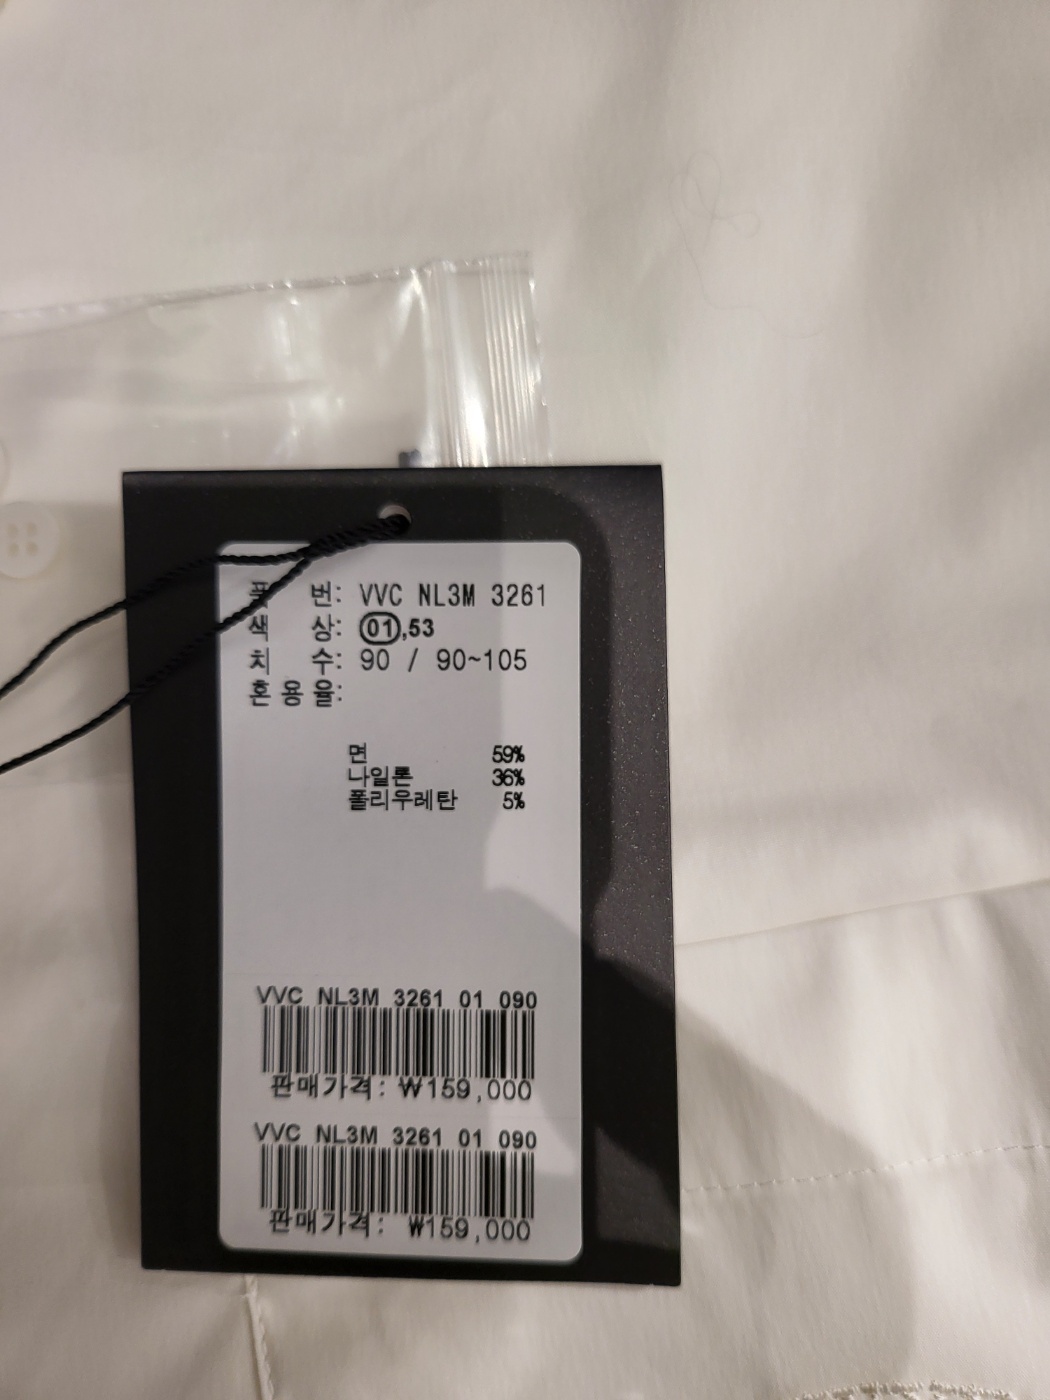 품 번: VVC NL3M 3261
색 상: 01,53
치 수: 90 / 90~105
혼 용 율:
면 59%
나일론 36%
폴리우레탄 5%
VVC NL3M 3261 01 090
판매가격: ₩159,000
VVC NL3M 3261 01 090
판매가격: ₩159,000